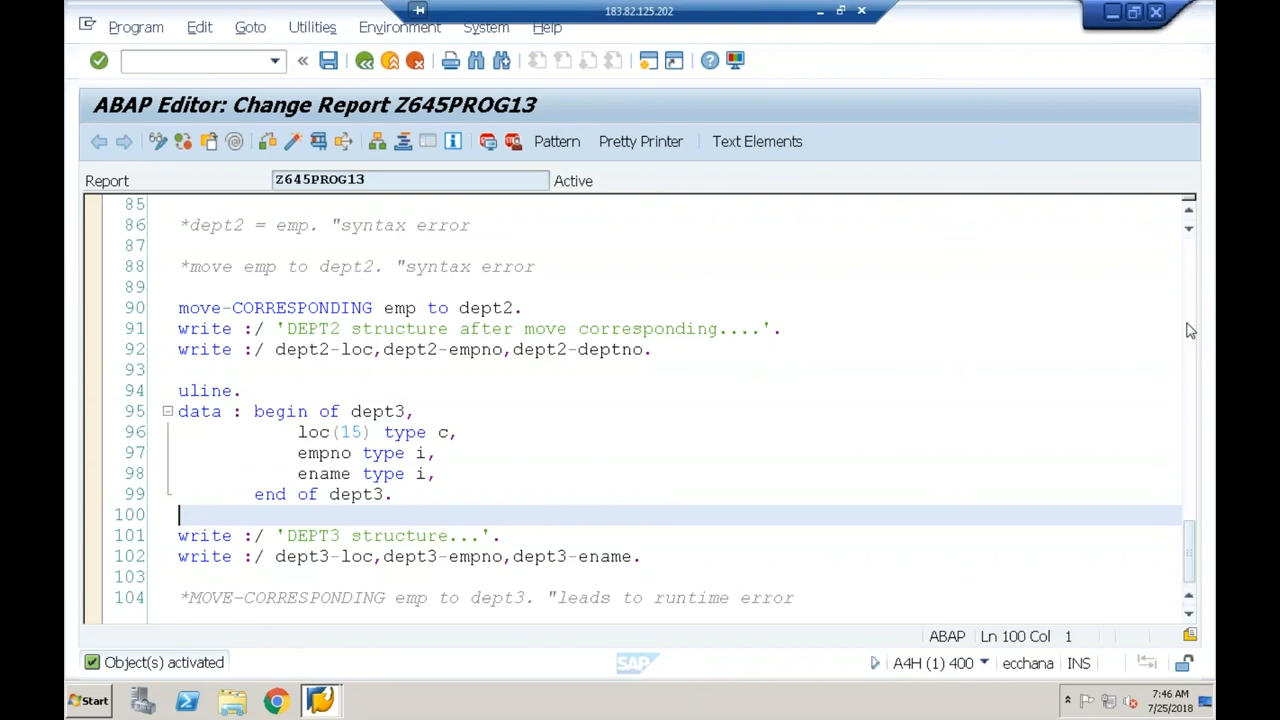 183.82.125.202
Program Edit Goto Utilities Environment System Help
ABAP Editor: Change Report Z645PROG13
Pattern Pretty Printer Text Elements
Report Z645PROG13 Active
85
86 *dept2 = emp. "syntax error
87
88 *move emp to dept2. "syntax error
89
90 move-CORRESPONDING emp to dept2.
91 write :/ 'DEPT2 structure after move corresponding....'.
92 write :/ dept2-loc,dept2-empno,dept2-deptno.
93
94 uline.
95 data : begin of dept3,
96 loc(15) type c,
97 empno type i,
98 ename type i,
99 end of dept3.
100
101 write :/ 'DEPT3 structure...'.
102 write :/ dept3-loc,dept3-empno,dept3-ename.
103
104 *MOVE-CORRESPONDING emp to dept3. "leads to runtime error
ABAP Ln 100 Col 1
Object(s) activated SAP A4H (1) 400 ecchana INS
Start 7:46 AM
7/25/2018